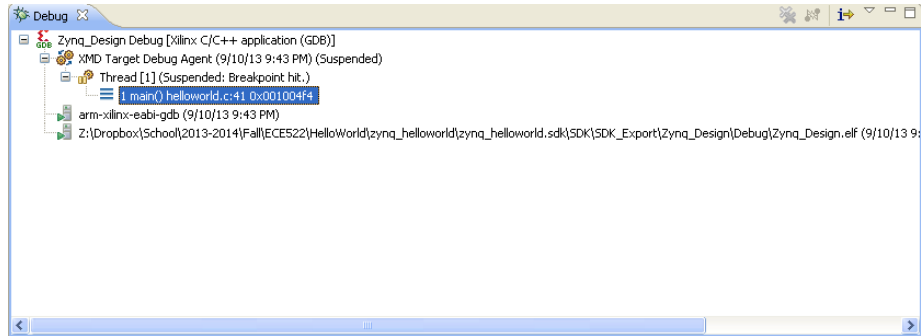 Debug
GDB Zynq_Design Debug [Xilinx C/C++ application (GDB)]
XMD Target Debug Agent (9/10/13 9:43 PM) (Suspended)
Thread [1] (Suspended: Breakpoint hit.)
1 main() helloworld.c:41 0x001004f4
arm-xilinx-eabi-gdb (9/10/13 9:43 PM)
Z:\Dropbox\School\2013-2014\Fall\ECE522\HelloWorld\zynq_helloworld\zynq_helloworld.sdk\SDK\SDK_Export\Zynq_Design\Debug\Zynq_Design.elf (9/10/13 9: